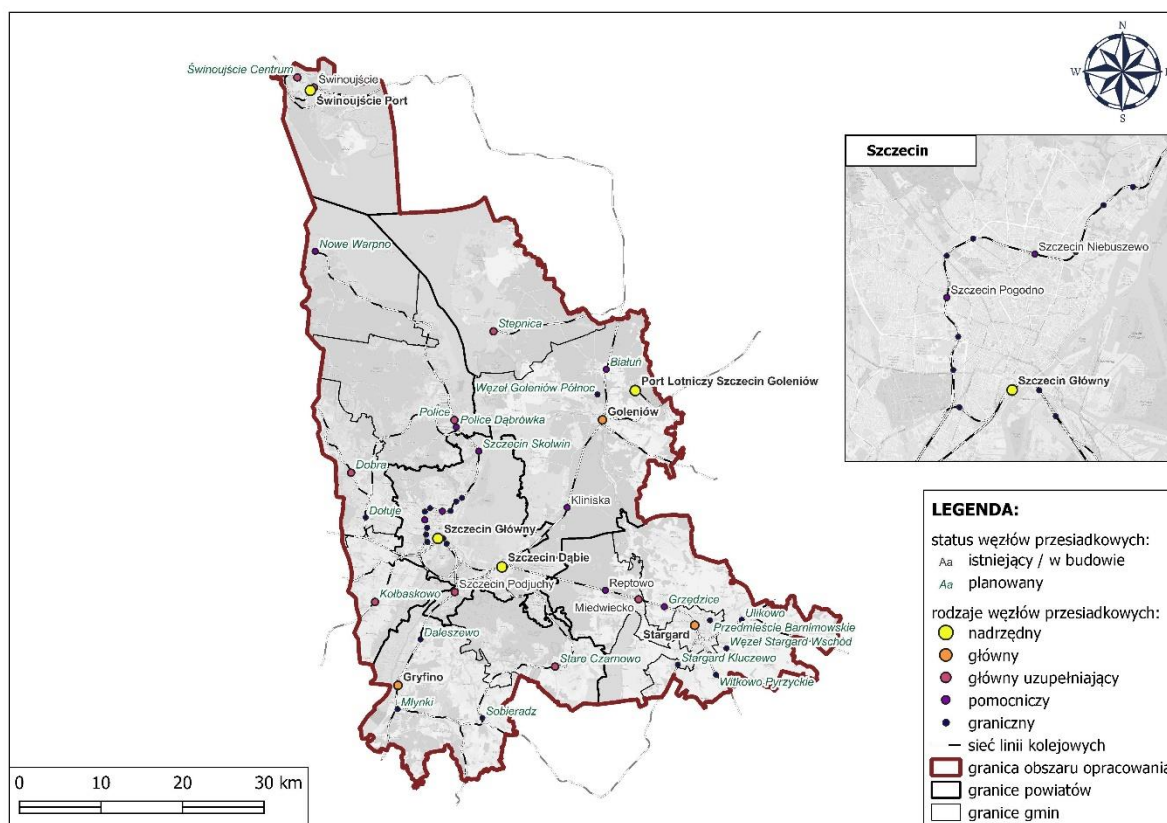 N
W
E
S
Świnoujście Centrum
Świnoujście
Świnoujście Port
Szczecin
Szczecin Niebuszewo
Szczecin Pogodno
Szczecin Główny
Nowe Warpno
Stepnica
Białuń
Węzeł Goleniów Północ
Port Lotniczy Szczecin Goleniów
Goleniów
Police
Police Dąbrówka
Szczecin Skolwin
Dobra
Dołuje
Kliniska
Szczecin Główny
Szczecin Dąbie
Szczecin Podjuchy
Reptowo
Miedwiecko
Grzędzice
Ulikowo
Kołbaskowo
Przedmieście Barnimowskie
Stargard
Węzeł Stargard Wschód
Daleszewo
Stare Czarnowo
Stargard Kluczewo
Witkowo Pyrzyckie
Gryfino
Młynki
Sobieradz
LEGENDA:
status węzłów przesiadkowych:
Aa istniejący / w budowie
Aa planowany
rodzaje węzłów przesiadkowych:
nadrzędny
główny
główny uzupełniający
pomocniczy
graniczny
sieć linii kolejowych
granica obszaru opracowania
granice powiatów
granice gmin
0 10 20 30 km